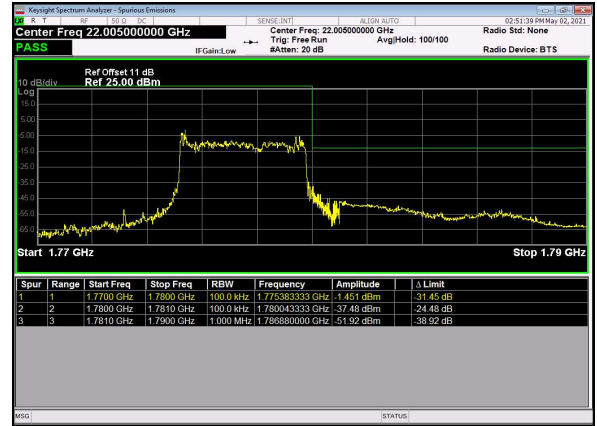 Keysight Spectrum Analyzer - Spurious Emissions
R T RF 50 Ω DC SENSE:INT ALIGN AUTO 02:51:39 PM May 02, 2021
Center Freq 22.005000000 GHz Center Freq: 22.005000000 GHz Radio Std: None
Trig: Free Run Avg|Hold: 100/100
PASS IFGain:Low #Atten: 20 dB Radio Device: BTS
Ref Offset 11 dB
10 dB/div Ref 25.00 dBm
Log
15.0
5.00
-5.00
-15.0
-25.0
-35.0
-45.0
-55.0
-65.0
Start 1.77 GHz Stop 1.79 GHz
Spur Range Start Freq Stop Freq RBW Frequency Amplitude Δ Limit
1 1 1.7700 GHz 1.7800 GHz 100.0 kHz 1.775383333 GHz -1.451 dBm -31.45 dB
2 2 1.7800 GHz 1.7810 GHz 100.0 kHz 1.780043333 GHz -37.48 dBm -24.48 dB
3 3 1.7810 GHz 1.7900 GHz 1.000 MHz 1.786880000 GHz -51.92 dBm -38.92 dB
MSG STATUS